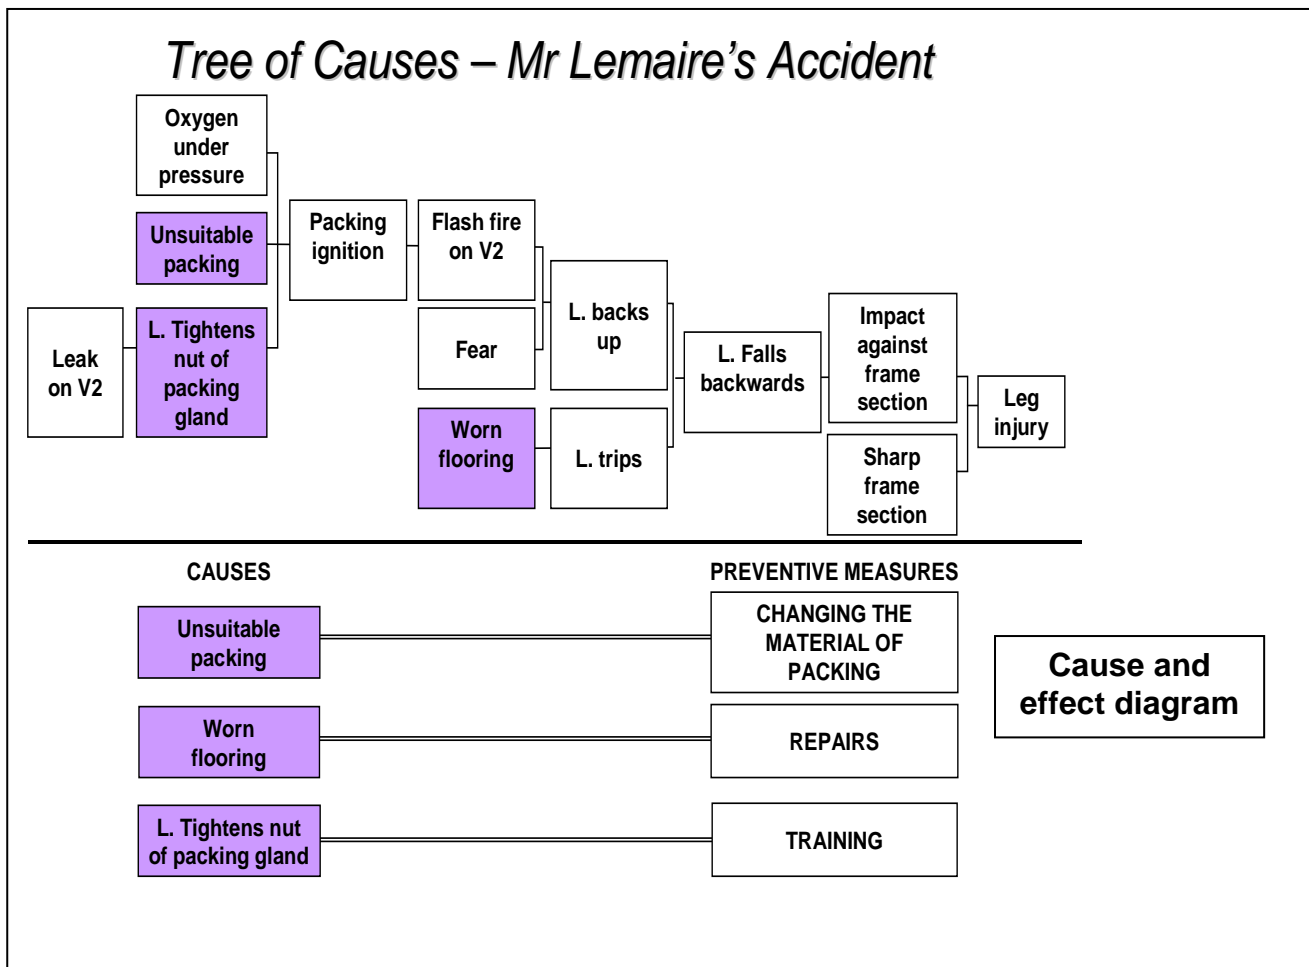 Tree of Causes – Mr Lemaire's Accident
Oxygen
under
pressure
Unsuitable
packing
Leak
on V2
L. Tightens
nut of
packing
gland
Packing
ignition
Flash fire
on V2
Fear
Worn
flooring
L. backs
up
L. trips
L. Falls
backwards
Impact
against
frame
section
Sharp
frame
section
Leg
injury
CAUSES
PREVENTIVE MEASURES
Unsuitable
packing
CHANGING THE
MATERIAL OF
PACKING
Worn
flooring
REPAIRS
L. Tightens nut
of packing gland
TRAINING
Cause and
effect diagram